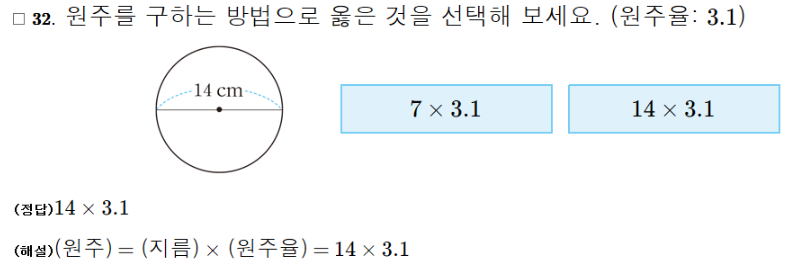 □ 32. 원주를 구하는 방법으로 옳은 것을 선택해 보세요. (원주율: 3.1)
14 cm
7 × 3.1
14 × 3.1
(정답)14 × 3.1
(해설)(원주) = (지름) × (원주율) = 14 × 3.1